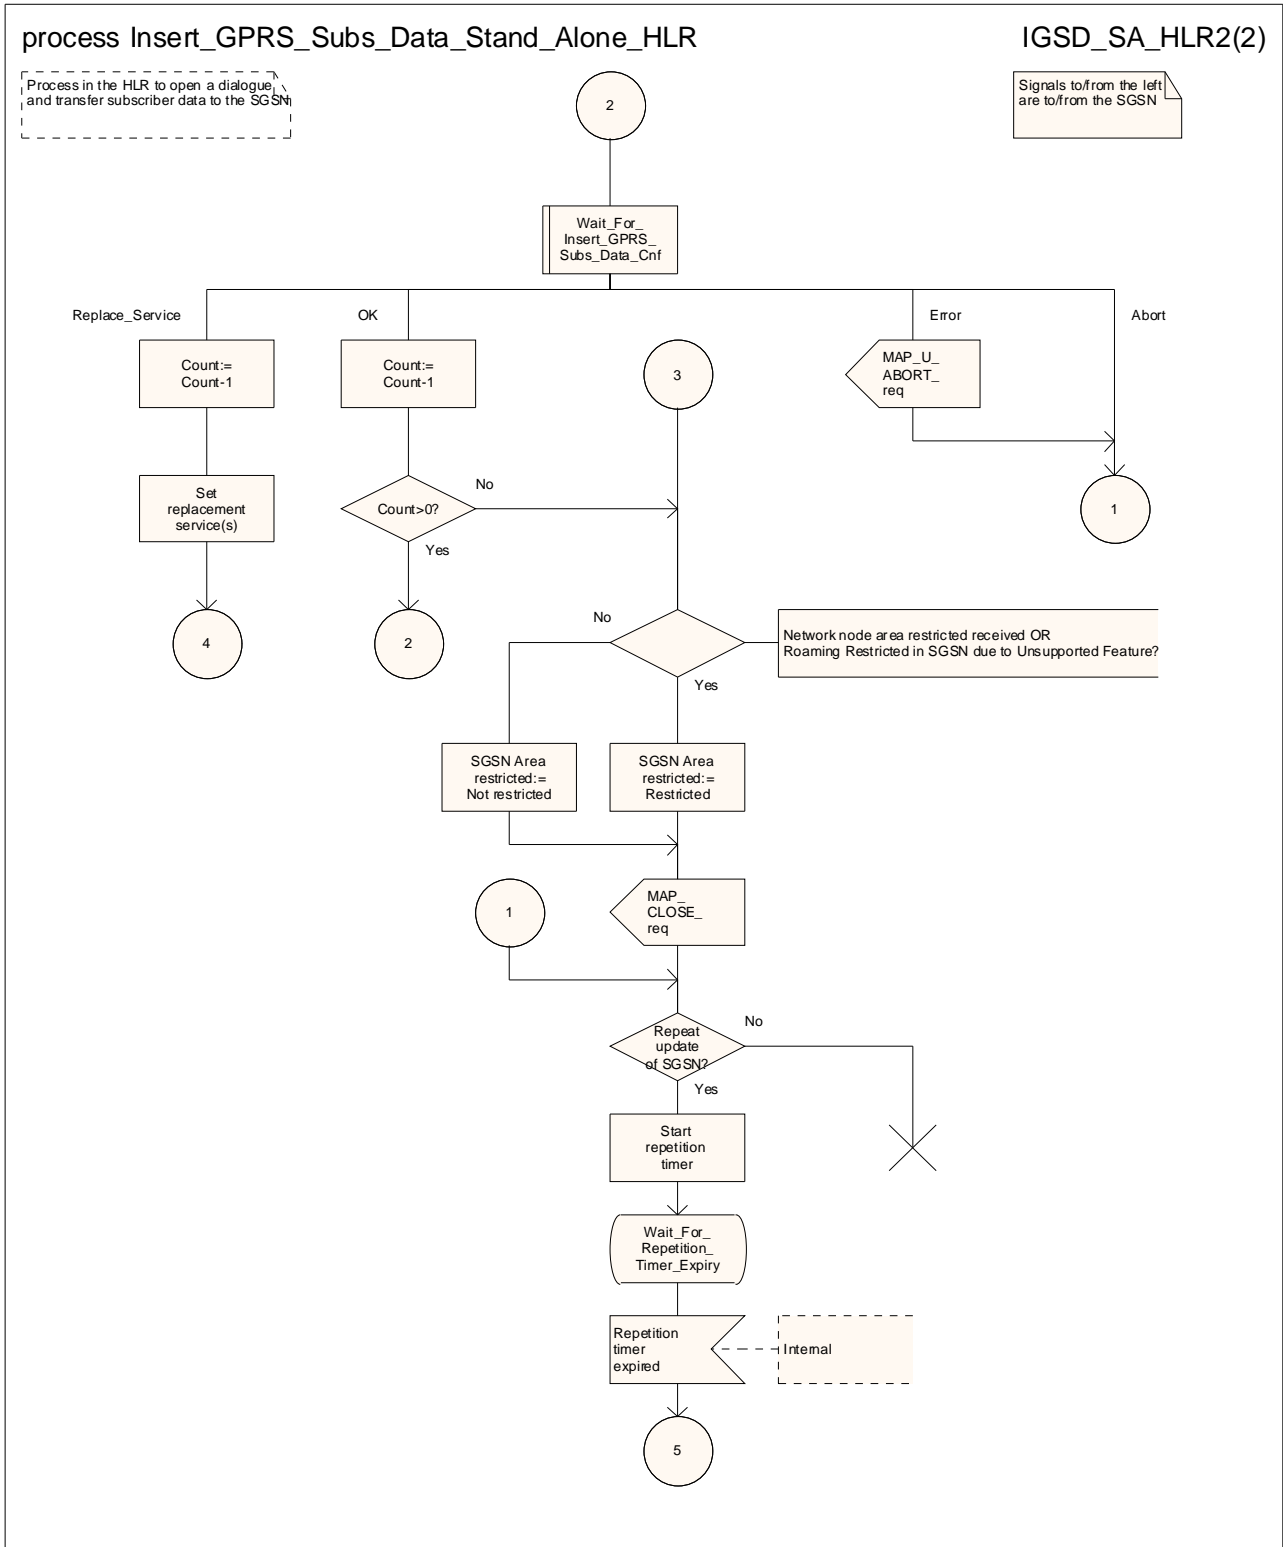 process Insert_GPRS_Subs_Data_Stand_Alone_HLR
IGSD_SA_HLR2(2)
Process in the HLR to open a dialogue
and transfer subscriber data to the SGSN
2
Signals to/from the left
are to/from the SGSN
Wait_For_
Insert_GPRS_
Subs_Data_Cnf
Replace_Service
OK
Error
Abort
Count:=
Count-1
Count:=
Count-1
3
MAP_U_
ABORT_
req
Set
replacement
service(s)
Count>0?
No
Yes
1
4
2
No
Network node area restricted received OR
Roaming Restricted in SGSN due to Unsupported Feature?
Yes
SGSN Area
restricted:=
Not restricted
SGSN Area
restricted:=
Restricted
1
MAP_
CLOSE_
req
Repeat
update
of SGSN?
No
Yes
Start
repetition
timer
Wait_For_
Repetition_
Timer_Expiry
Repetition
timer
expired
Internal
5